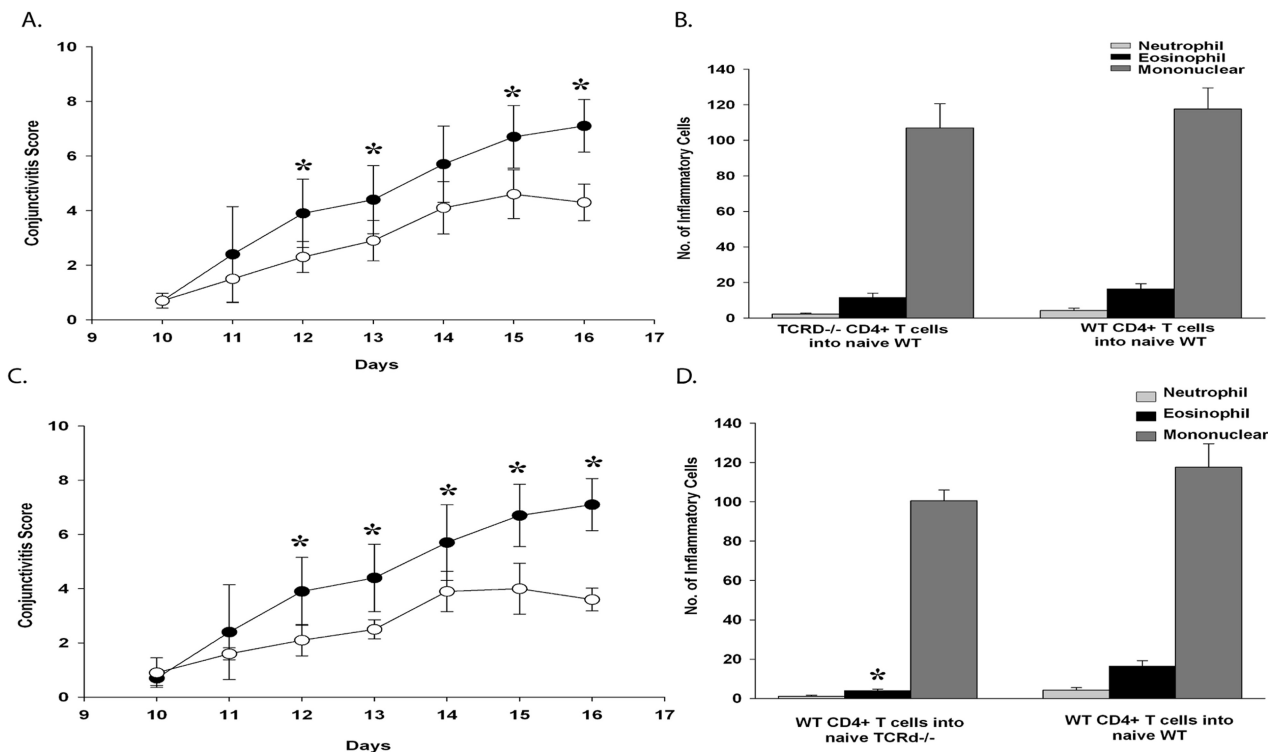 A.
10
8
6
4
2
0
Conjunctivitis Score
* * * *
9 10 11 12 13 14 15 16 17
Days
B.
Neutrophil
Eosinophil
Mononuclear
140
120
100
80
60
40
20
0
No. of Inflammatory Cells
TCRD-/- CD4+ T cells
into naive WT
WT CD4+ T cells
into naive WT
C.
10
8
6
4
2
0
Conjunctivitis Score
* * * * *
9 10 11 12 13 14 15 16 17
Days
D.
Neutrophil
Eosinophil
Mononuclear
140
120
100
80
60
40
20
0
No. of Inflammatory Cells
*
WT CD4+ T cells into
naive TCRd-/-
WT CD4+ T cells into
naive WT